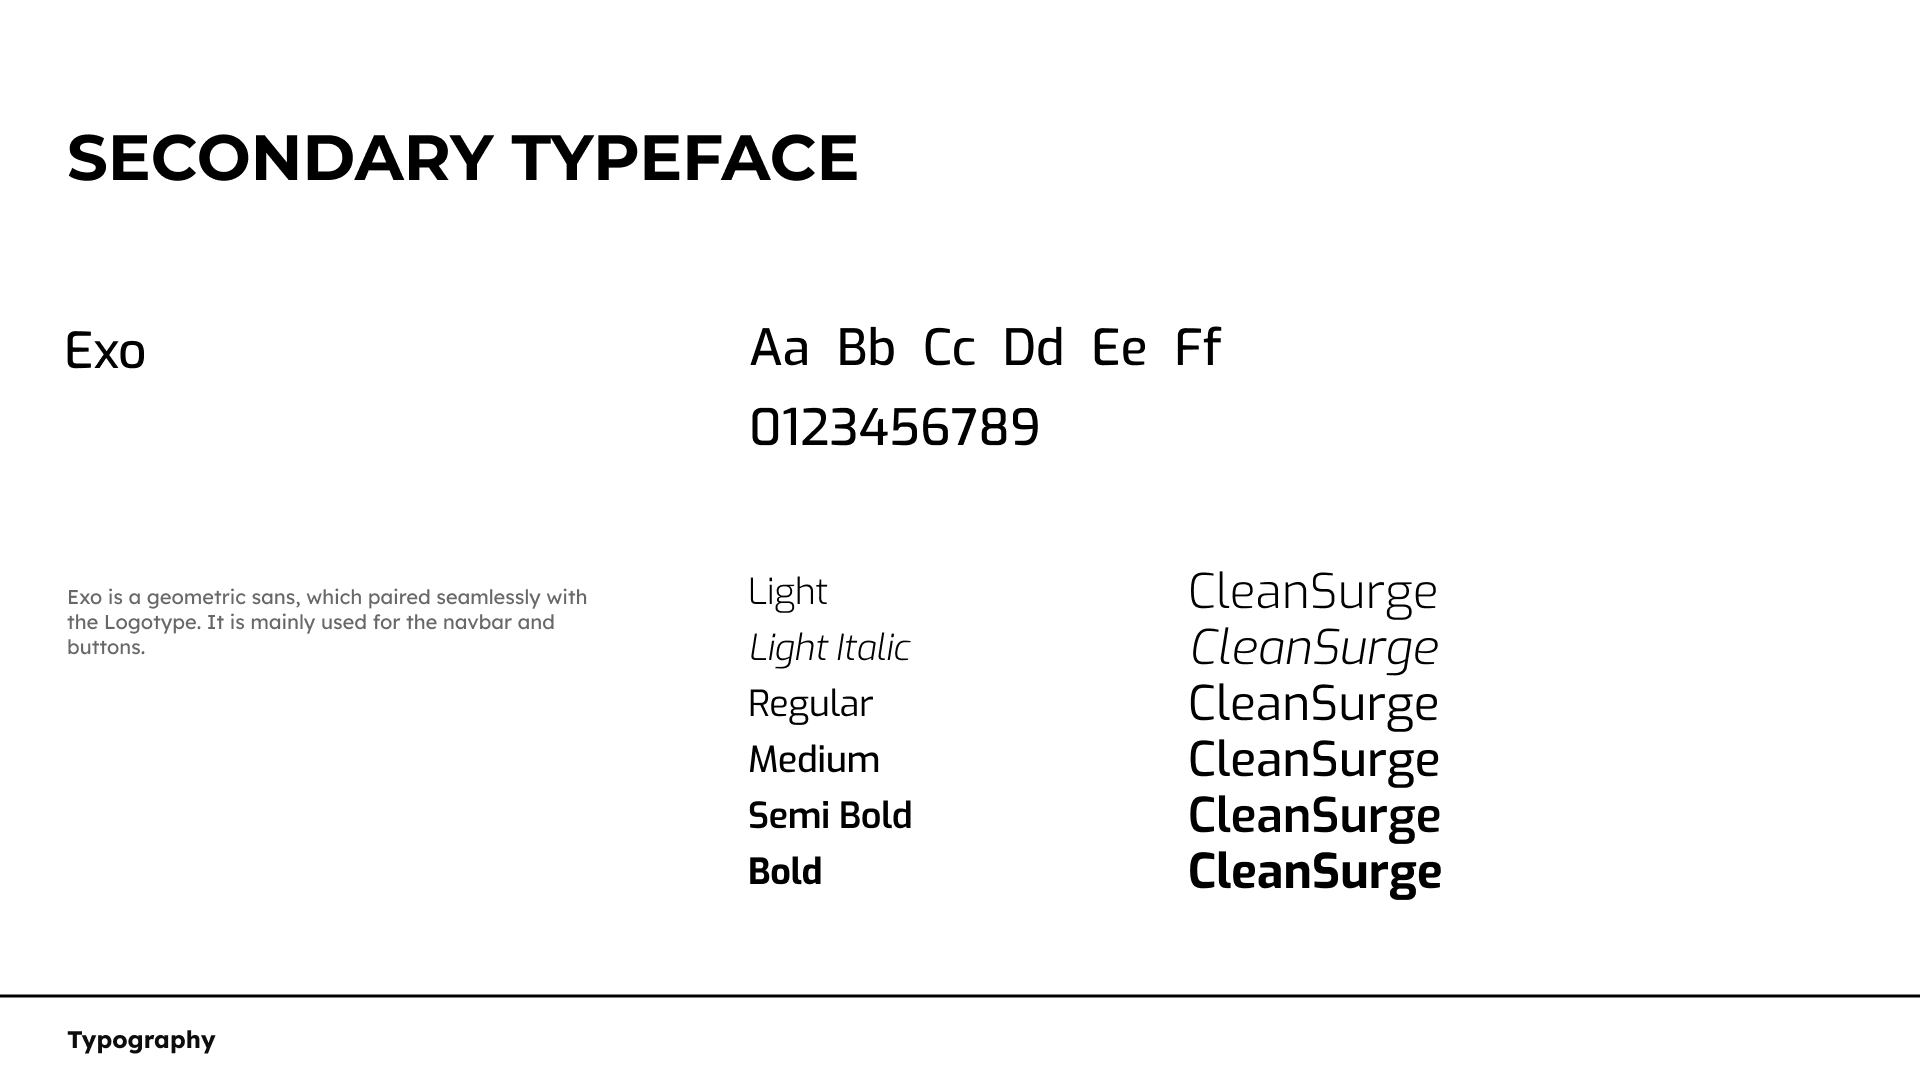 SECONDARY TYPEFACE
Exo
Aa Bb Cc Dd Ee Ff
0123456789
Exo is a geometric sans, which paired seamlessly with
the Logotype. It is mainly used for the navbar and
buttons.
Light
CleanSurge
Light Italic
CleanSurge
Regular
CleanSurge
Medium
CleanSurge
Semi Bold
CleanSurge
Bold
CleanSurge
Typography